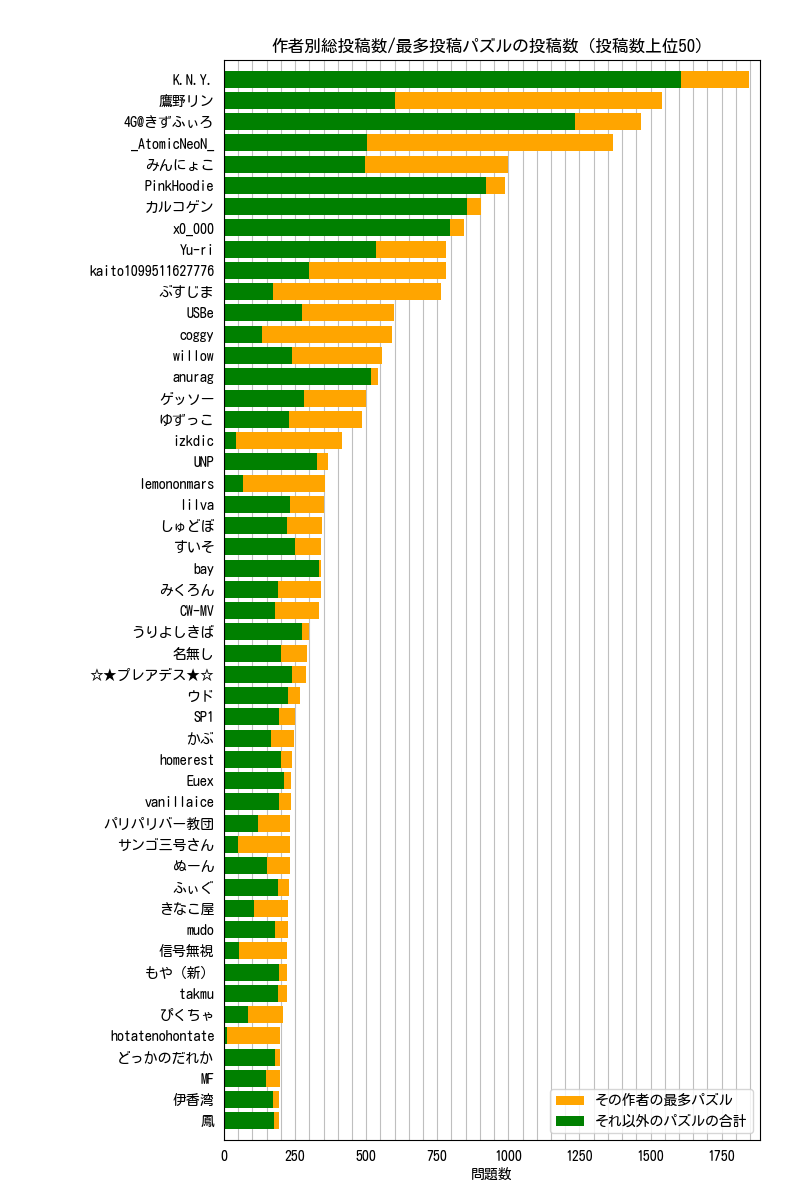 作者別総投稿数/最多投稿パズルの投稿数（投稿数上位50）
K.N.Y.
鷹野リン
4G@きずふぃろ
_AtomicNeoN_
みんにょこ
PinkHoodie
カルコゲン
x0_000
Yu-ri
kaito1099511627776
ぶすじま
USBe
coggy
willow
anurag
ゲッソー
ゆずっこ
izkdic
UNP
lemononmars
lilva
しゅどぼ
すいそ
bay
みくろん
CW-MV
うりよしきば
名無し
☆★プレアデス★☆
ウド
SP1
かぶ
homerest
Euex
vanillaice
パリパリバー教団
サンゴ三号さん
ぬーん
ふぃぐ
きなこ屋
mudo
信号無視
もや（新）
takmu
ぴくちゃ
hotatenohontate
どっかのだれか
MF
伊香湾
鳳
その作者の最多パズル
それ以外のパズルの合計
0 250 500 750 1000 1250 1500 1750
問題数